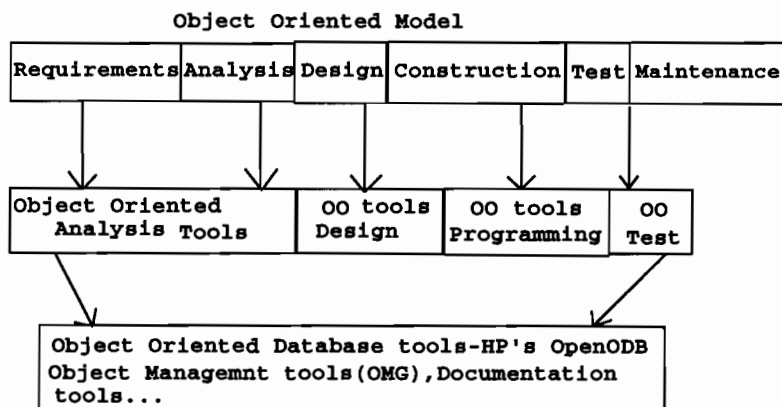 Object Oriented Model
Requirements Analysis Design Construction Test Maintenance
Object Oriented
Analysis Tools
OO tools
Design
OO tools
Programming
OO
Test
Object Oriented Database tools-HP's OpenODB
Object Managemnt tools(OMG),Documentation
tools...